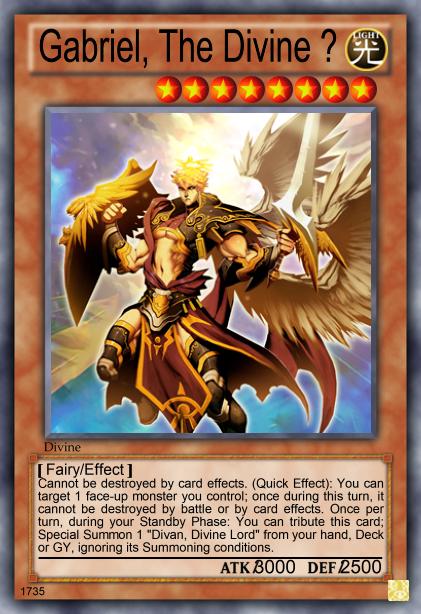 Gabriel, The Divine ?
LIGHT
光
Divine
[ Fairy/Effect ]
Cannot be destroyed by card effects. (Quick Effect): You can
target 1 face-up monster you control; once during this turn, it
cannot be destroyed by battle or by card effects. Once per
turn, during your Standby Phase: You can tribute this card;
Special Summon 1 "Divan, Divine Lord" from your hand, Deck
or GY, ignoring its Summoning conditions.
ATK 3000 DEF 2500
1735